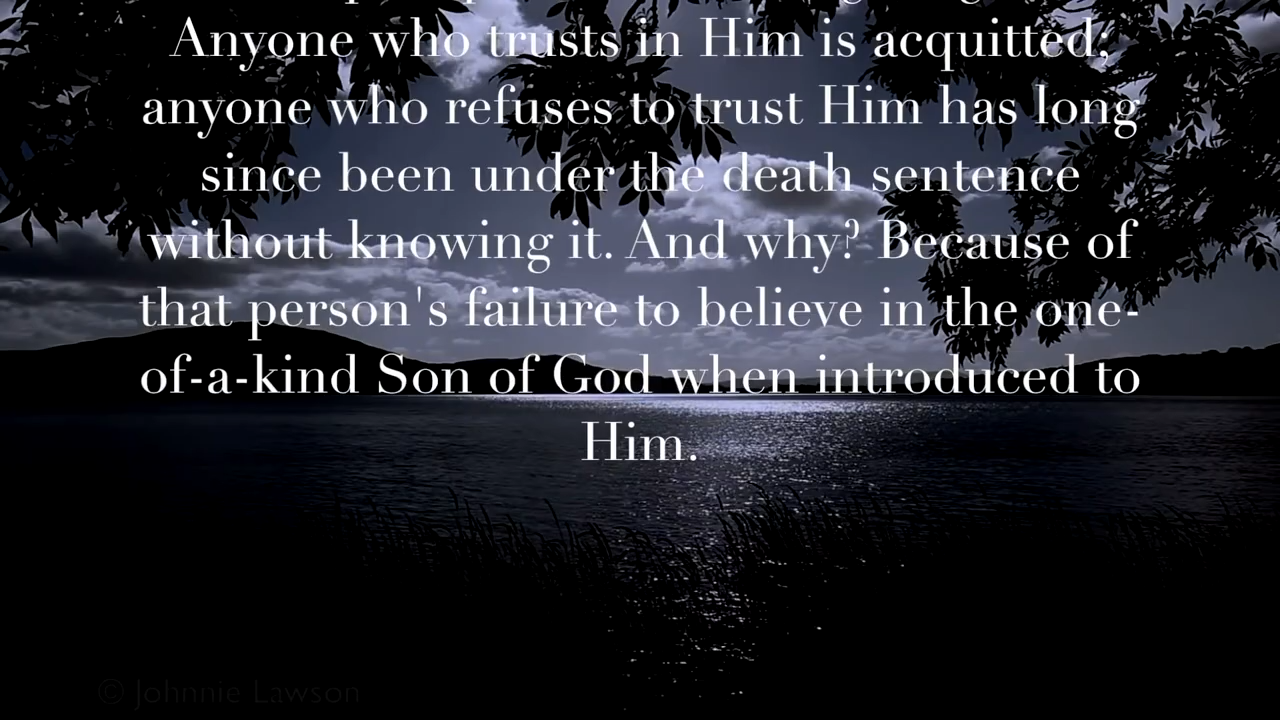 Anyone who trusts in Him is acquitted;
anyone who refuses to trust Him has long
since been under the death sentence
without knowing it. And why? Because of
that person's failure to believe in the one-
of-a-kind Son of God when introduced to
Him.
© Johnnie Lawson